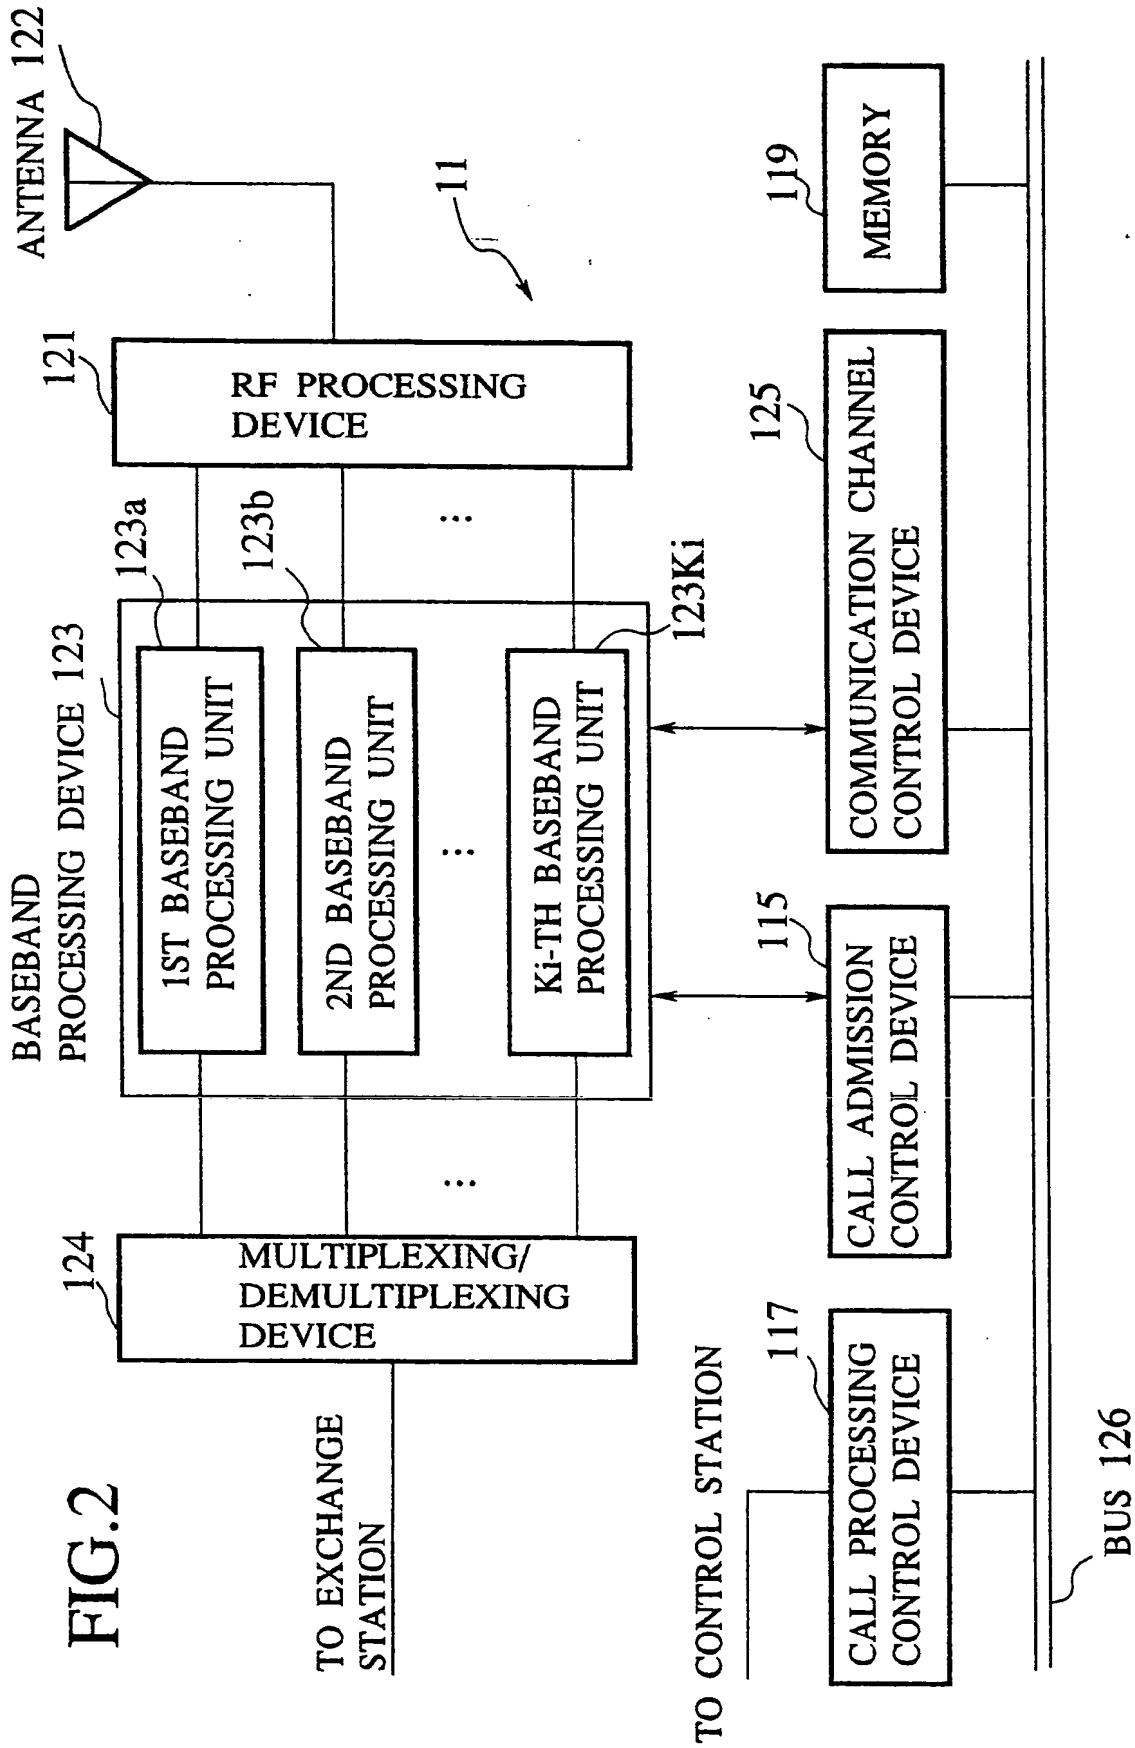 FIG.2
ANTENNA 122
BASEBAND
PROCESSING DEVICE 123
124
123a
121
1ST BASEBAND
PROCESSING UNIT
123b
2ND BASEBAND
PROCESSING UNIT
MULTIPLEXING/
DEMULTIPLEXING
DEVICE
RF PROCESSING
DEVICE
TO EXCHANGE
STATION
...
...
...
11
Ki-TH BASEBAND
PROCESSING UNIT
123Ki
TO CONTROL STATION
117
115
125
119
CALL PROCESSING
CONTROL DEVICE
CALL ADMISSION
CONTROL DEVICE
COMMUNICATION CHANNEL
CONTROL DEVICE
MEMORY
BUS 126